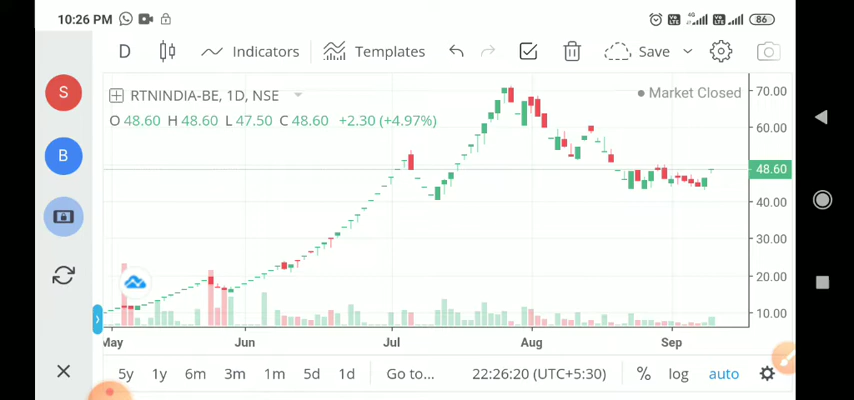 10:26 PM 4G 86
D Indicators Templates Save
S RTNINDIA-BE, 1D, NSE Market Closed
O 48.60 H 48.60 L 47.50 C 48.60 +2.30 (+4.97%)
B
70.00
60.00
48.60
40.00
30.00
20.00
10.00
May Jun Jul Aug Sep
5y 1y 6m 3m 1m 5d 1d Go to... 22:26:20 (UTC+5:30) % log auto